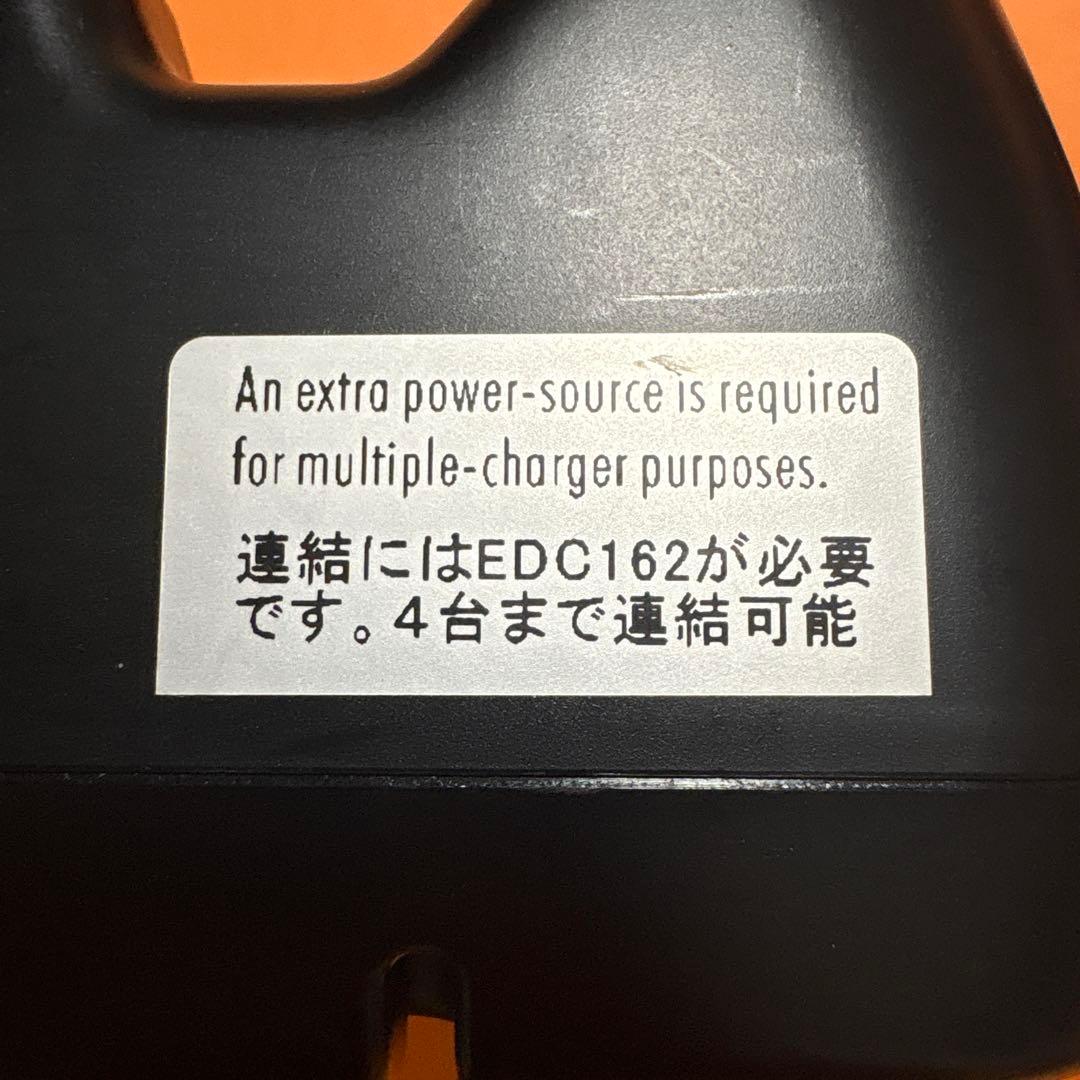 An extra power-source is required
for multiple-charger purposes.
連結にはEDC162が必要
です。4台まで連結可能